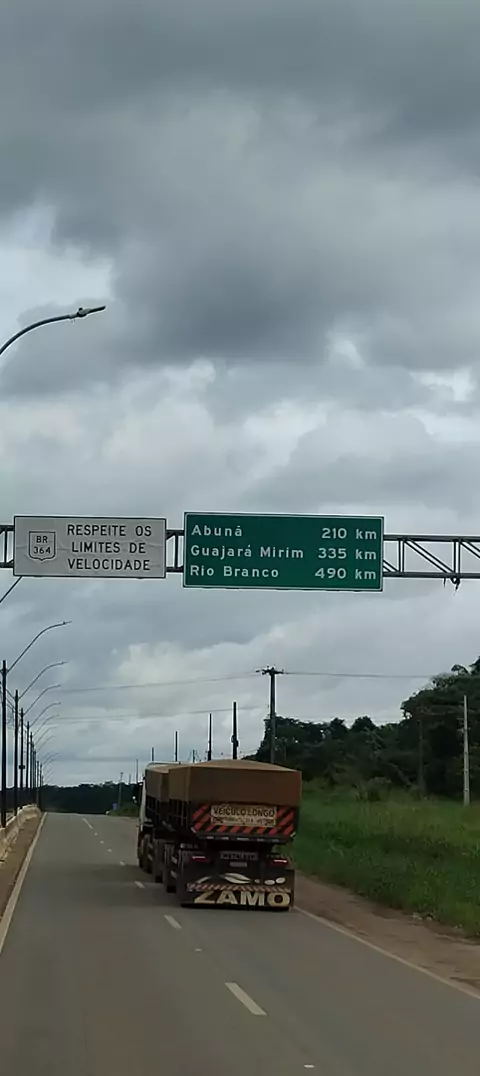 BR
364
RESPEITE OS
LIMITES DE
VELOCIDADE
Abunã 210 km
Guajará Mirim 335 km
Rio Branco 490 km
VEÍCULO LONGO
ZAMO